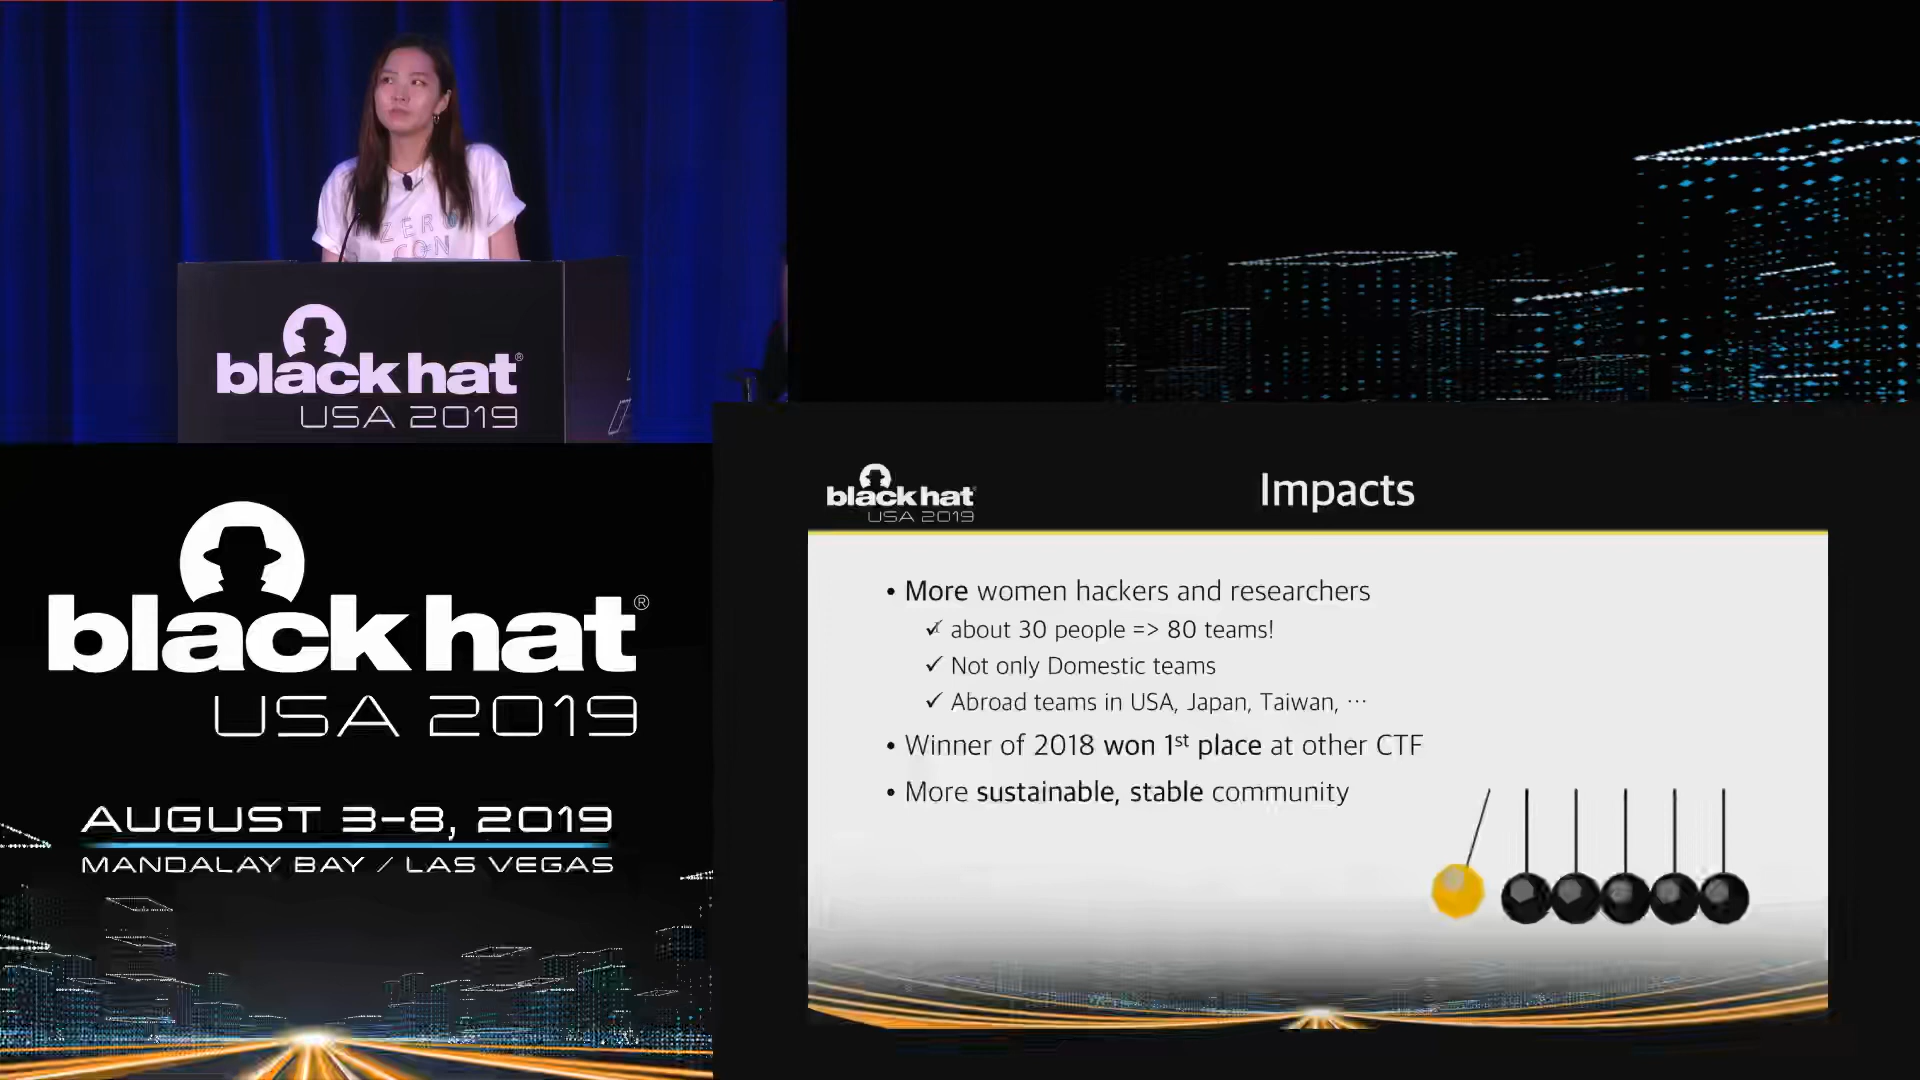 ZERO
CON
black hat®
USA 2019
black hat®
USA 2019
AUGUST 3-8, 2019
MANDALAY BAY / LAS VEGAS
black hat
USA 2019
Impacts
• More women hackers and researchers
✓ about 30 people => 80 teams!
✓ Not only Domestic teams
✓ Abroad teams in USA, Japan, Taiwan, …
• Winner of 2018 won 1st place at other CTF
• More sustainable, stable community